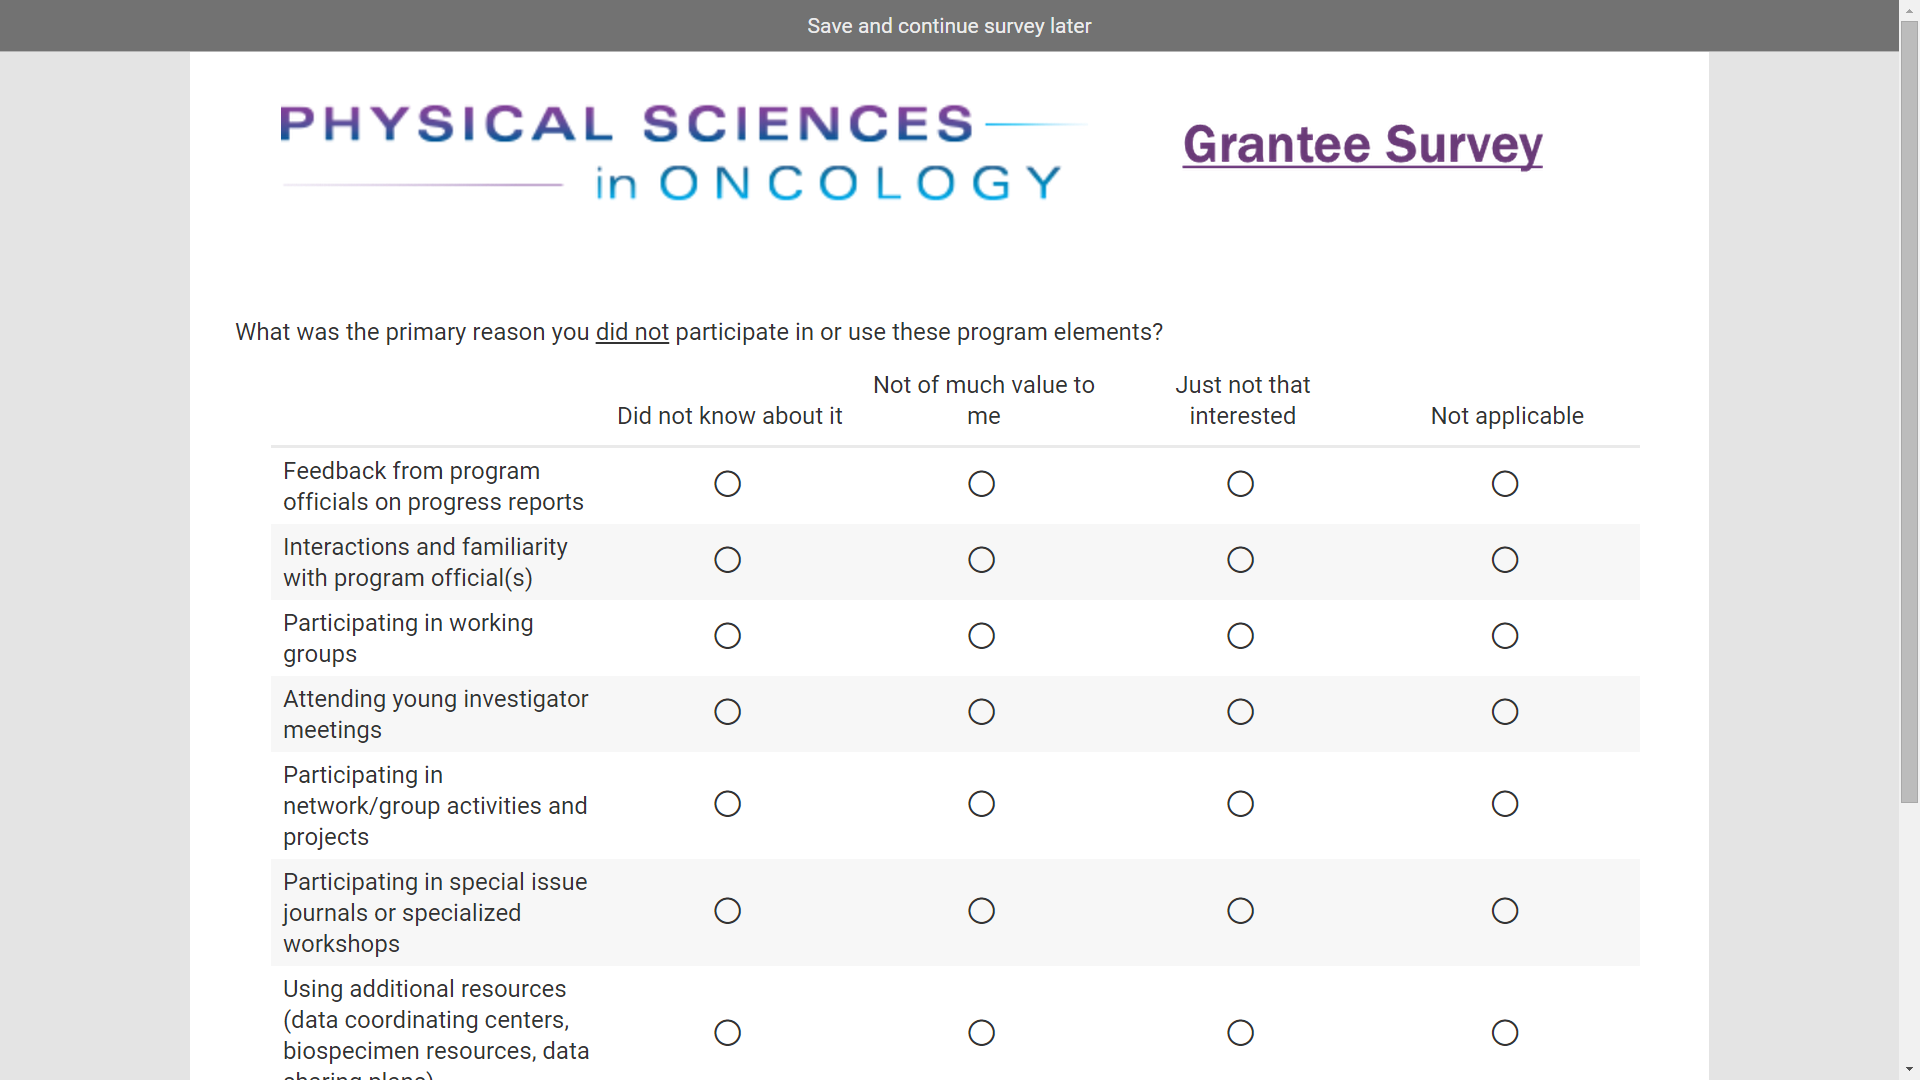 Save and continue survey later
PHYSICAL SCIENCES
in ONCOLOGY
Grantee Survey
What was the primary reason you did not participate in or use these program elements?
Did not know about it
Not of much value to
me
Just not that
interested
Not applicable
Feedback from program
officials on progress reports
Interactions and familiarity
with program official(s)
Participating in working
groups
Attending young investigator
meetings
Participating in
network/group activities and
projects
Participating in special issue
journals or specialized
workshops
Using additional resources
(data coordinating centers,
biospecimen resources, data
sharing plans)